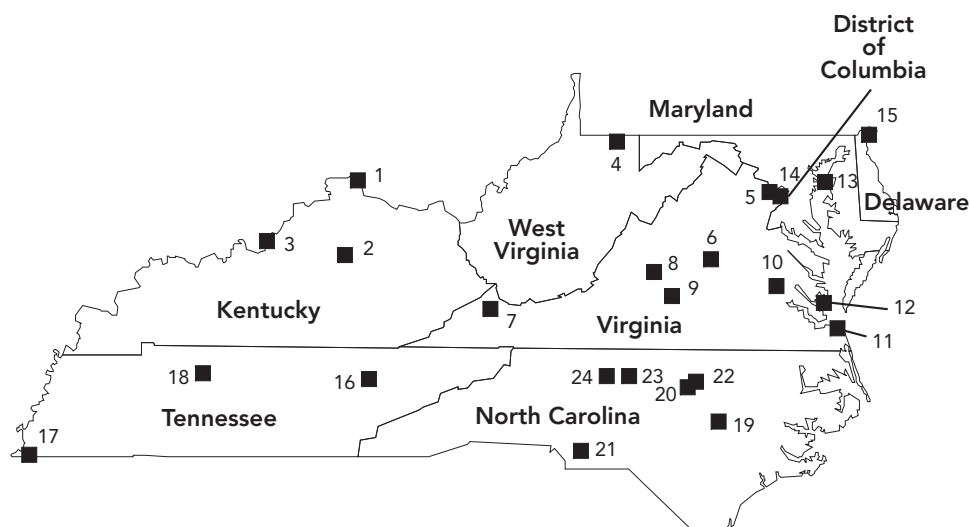 District
of
Columbia
Maryland
15
4
14
13
5
Delaware
1
West
Virginia
3
2
6
8
10
9
Kentucky
7
Virginia
12
11
18
16
24
23
22
20
Tennessee
North Carolina
19
17
21